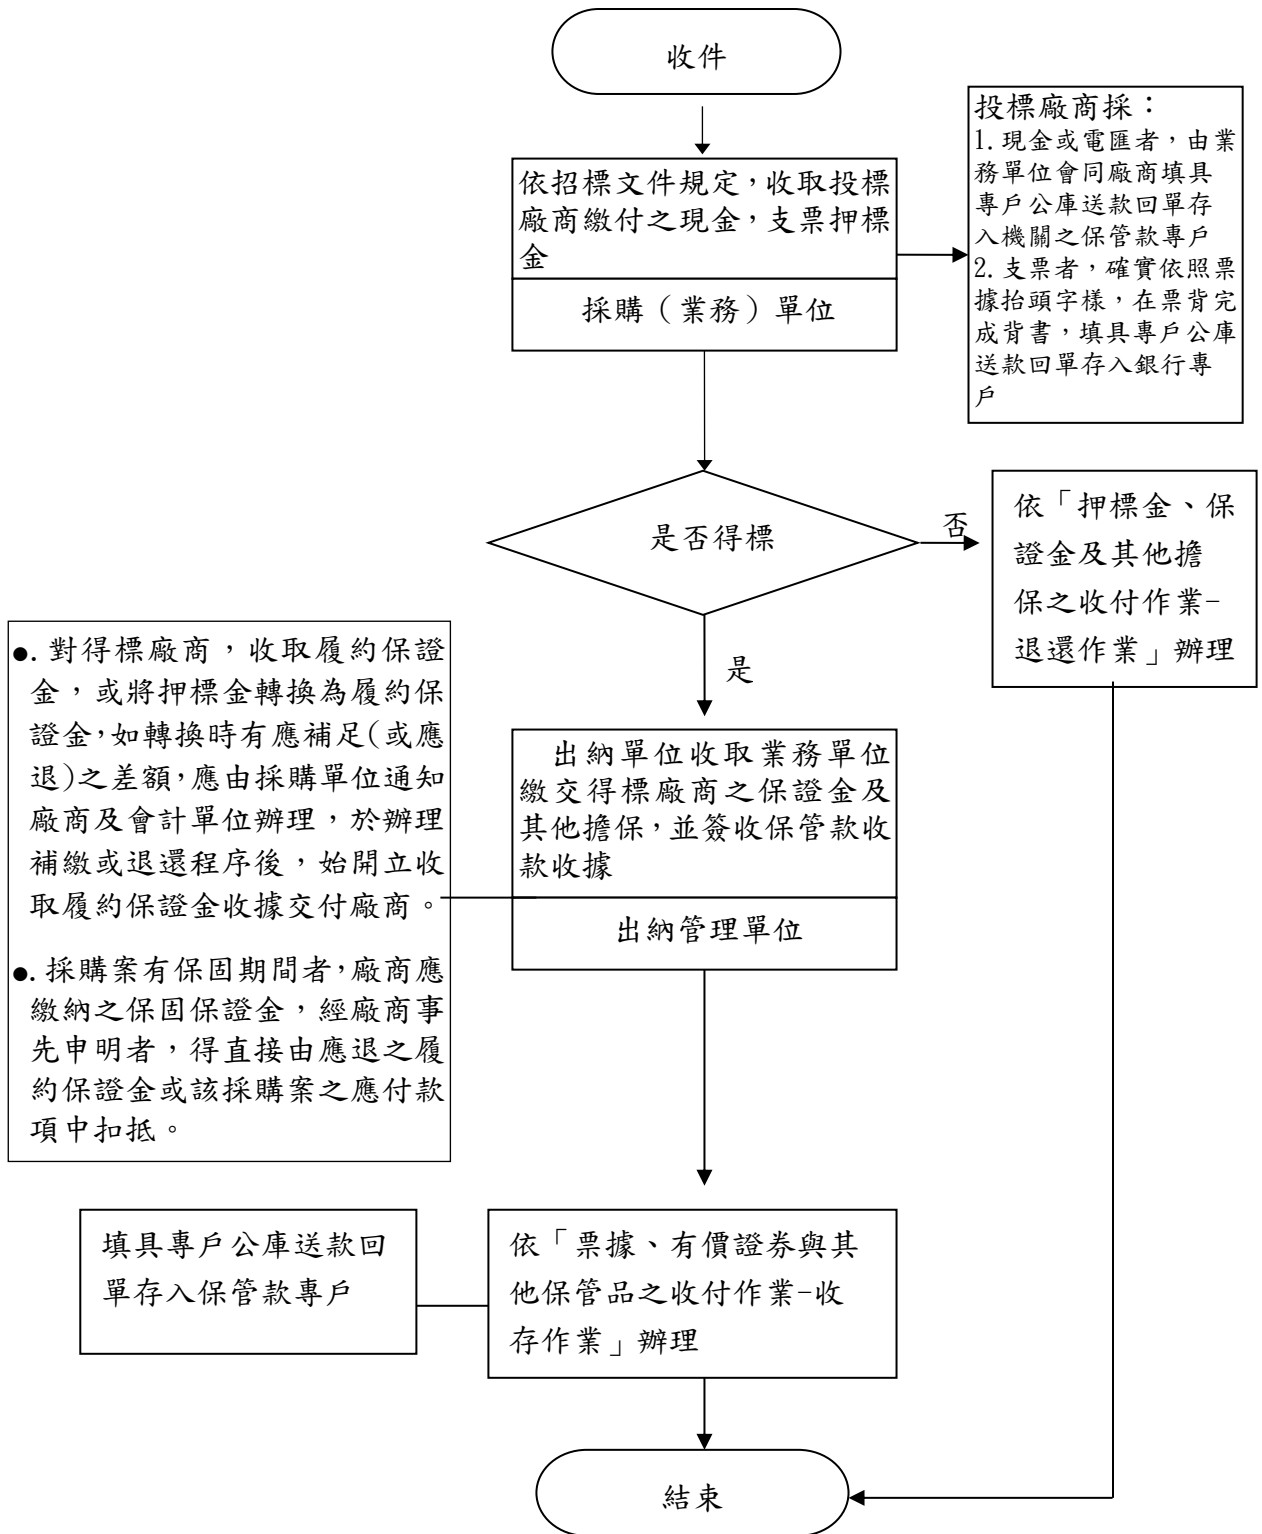 收件
依招標文件規定，收取投標
廠商繳付之現金，支票押標
金
採購（業務）單位
投標廠商採：
1.現金或電匯者，由業
務單位會同廠商填具
專戶公庫送款回單存
入機關之保管款專戶
2.支票者，確實依照票
據抬頭字樣，在票背完
成背書，填具專戶公庫
送款回單存入銀行專
戶
是否得標
否
依「押標金、保
證金及其他擔
保之收付作業-
退還作業」辦理
是
●.對得標廠商，收取履約保證
金，或將押標金轉換為履約保
證金，如轉換時有應補足(或應
退)之差額，應由採購單位通知
廠商及會計單位辦理，於辦理
補繳或退還程序後，始開立收
取履約保證金收據交付廠商。
●.採購案有保固期間者，廠商應
繳納之保固保證金，經廠商事
先申明者，得直接由應退之履
約保證金或該採購案之應付款
項中扣抵。
出納單位收取業務單位
繳交得標廠商之保證金及
其他擔保，並簽收保管款收
款收據
出納管理單位
填具專戶公庫送款回
單存入保管款專戶
依「票據、有價證券與其
他保管品之收付作業-收
存作業」辦理
結束